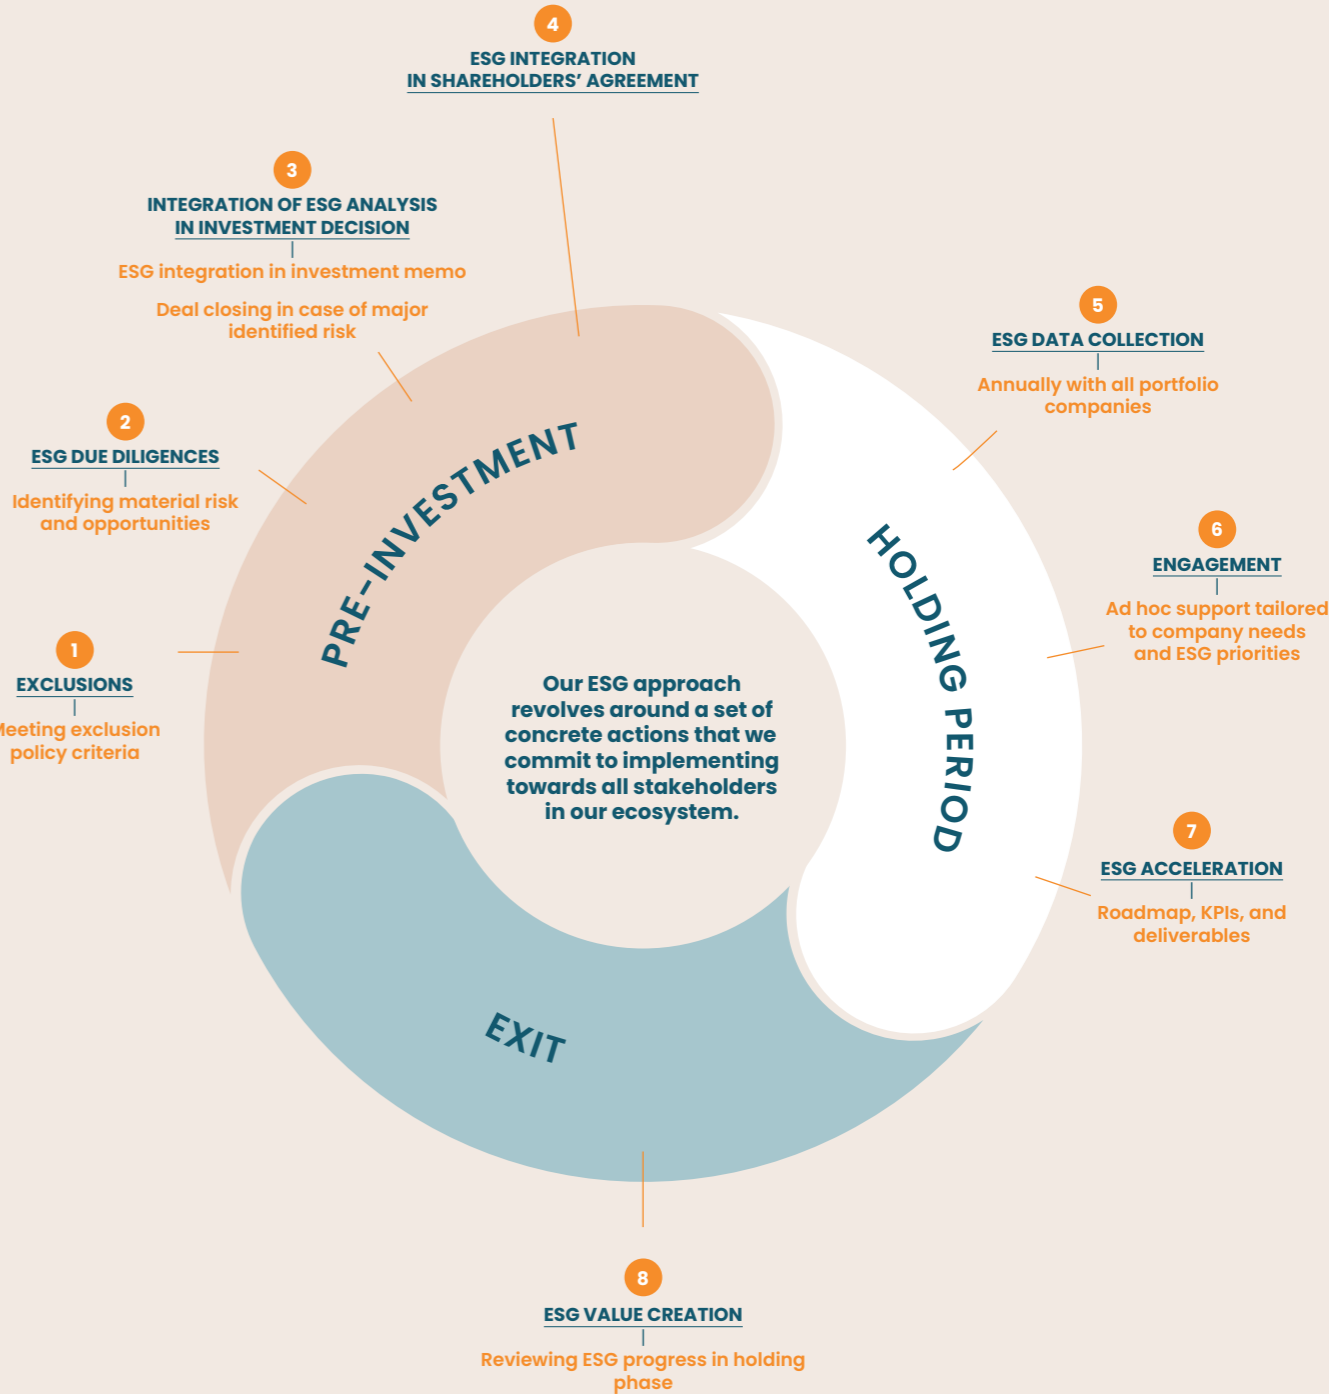 4
ESG INTEGRATION
IN SHAREHOLDERS’ AGREEMENT
3
INTEGRATION OF ESG ANALYSIS
IN INVESTMENT DECISION
ESG integration in investment memo
Deal closing in case of major
identified risk
2
ESG DUE DILIGENCES
Identifying material risk
and opportunities
1
EXCLUSIONS
Meeting exclusion
policy criteria
PRE-INVESTMENT
5
ESG DATA COLLECTION
Annually with all portfolio
companies
6
ENGAGEMENT
Ad hoc support tailored
to company needs
and ESG priorities
7
ESG ACCELERATION
Roadmap, KPIs, and
deliverables
HOLDING PERIOD
Our ESG approach
revolves around a set of
concrete actions that we
commit to implementing
towards all stakeholders
in our ecosystem.
EXIT
8
ESG VALUE CREATION
Reviewing ESG progress in holding
phase